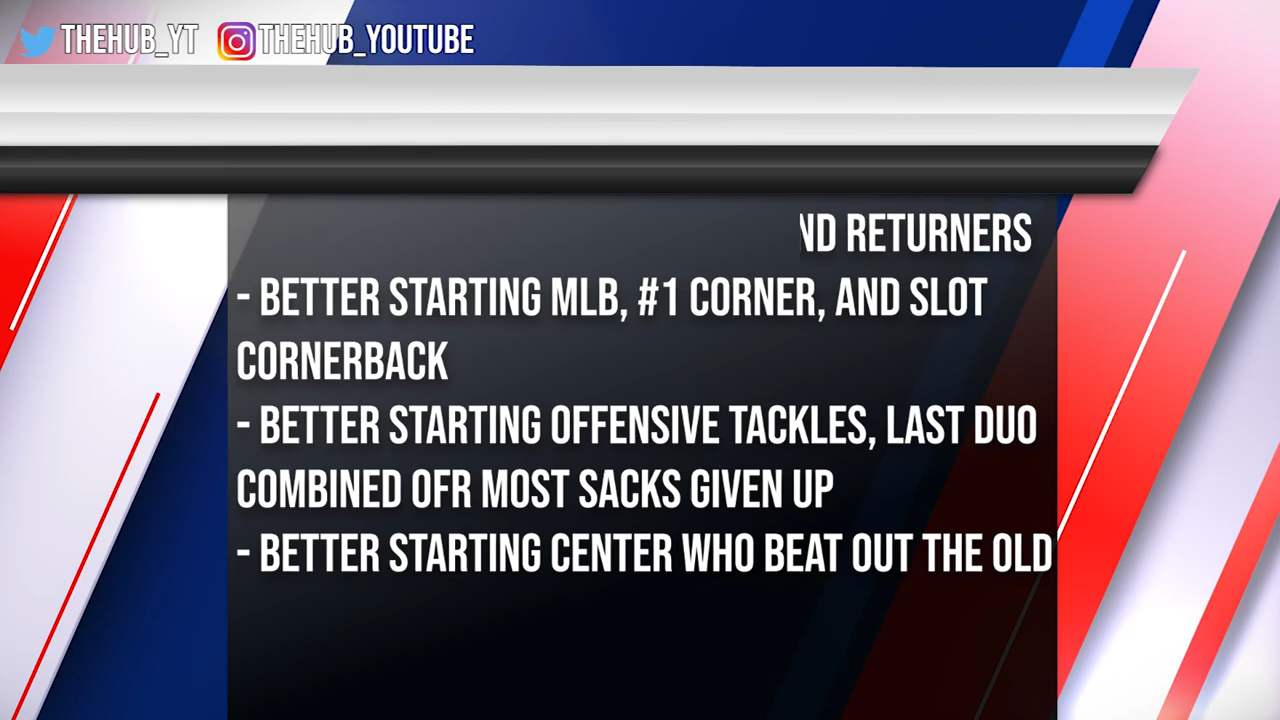 THEHUB_YT THEHUB_YOUTUBE
RETURNERS
- BETTER STARTING MLB, #1 CORNER, AND SLOT
CORNERBACK
- BETTER STARTING OFFENSIVE TACKLES, LAST DUO
COMBINED OFR MOST SACKS GIVEN UP
- BETTER STARTING CENTER WHO BEAT OUT THE OLD